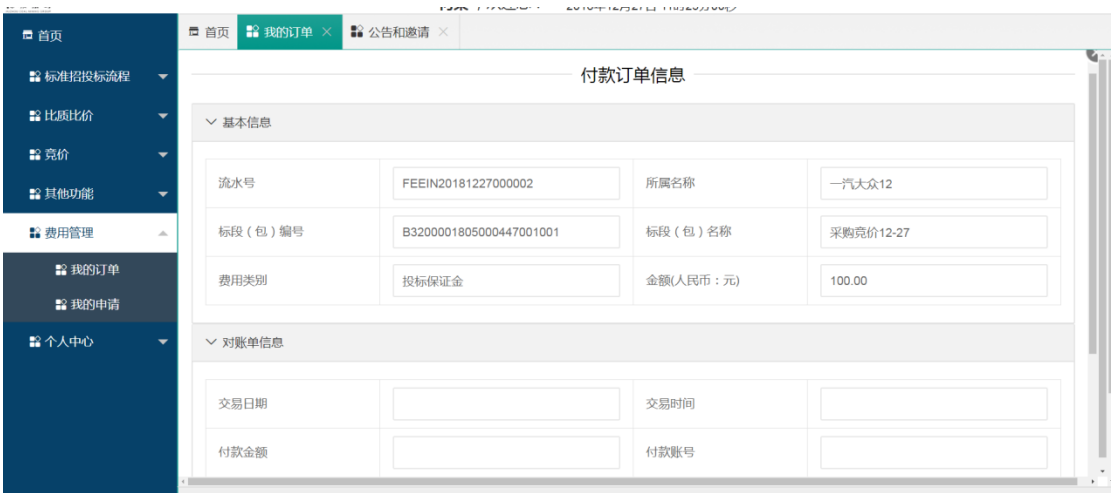 首页
标准招投标流程
比质比价
竞价
其他功能
费用管理
我的订单
我的申请
个人中心
首页 我的订单 公告和邀请
付款订单信息
基本信息
流水号 FEEIN20181227000002 所属名称 一汽大众12
标段（包）编号 B3200001805000447001001 标段（包）名称 采购竞价12-27
费用类别 投标保证金 金额(人民币：元) 100.00
对账单信息
交易日期 交易时间
付款金额 付款账号